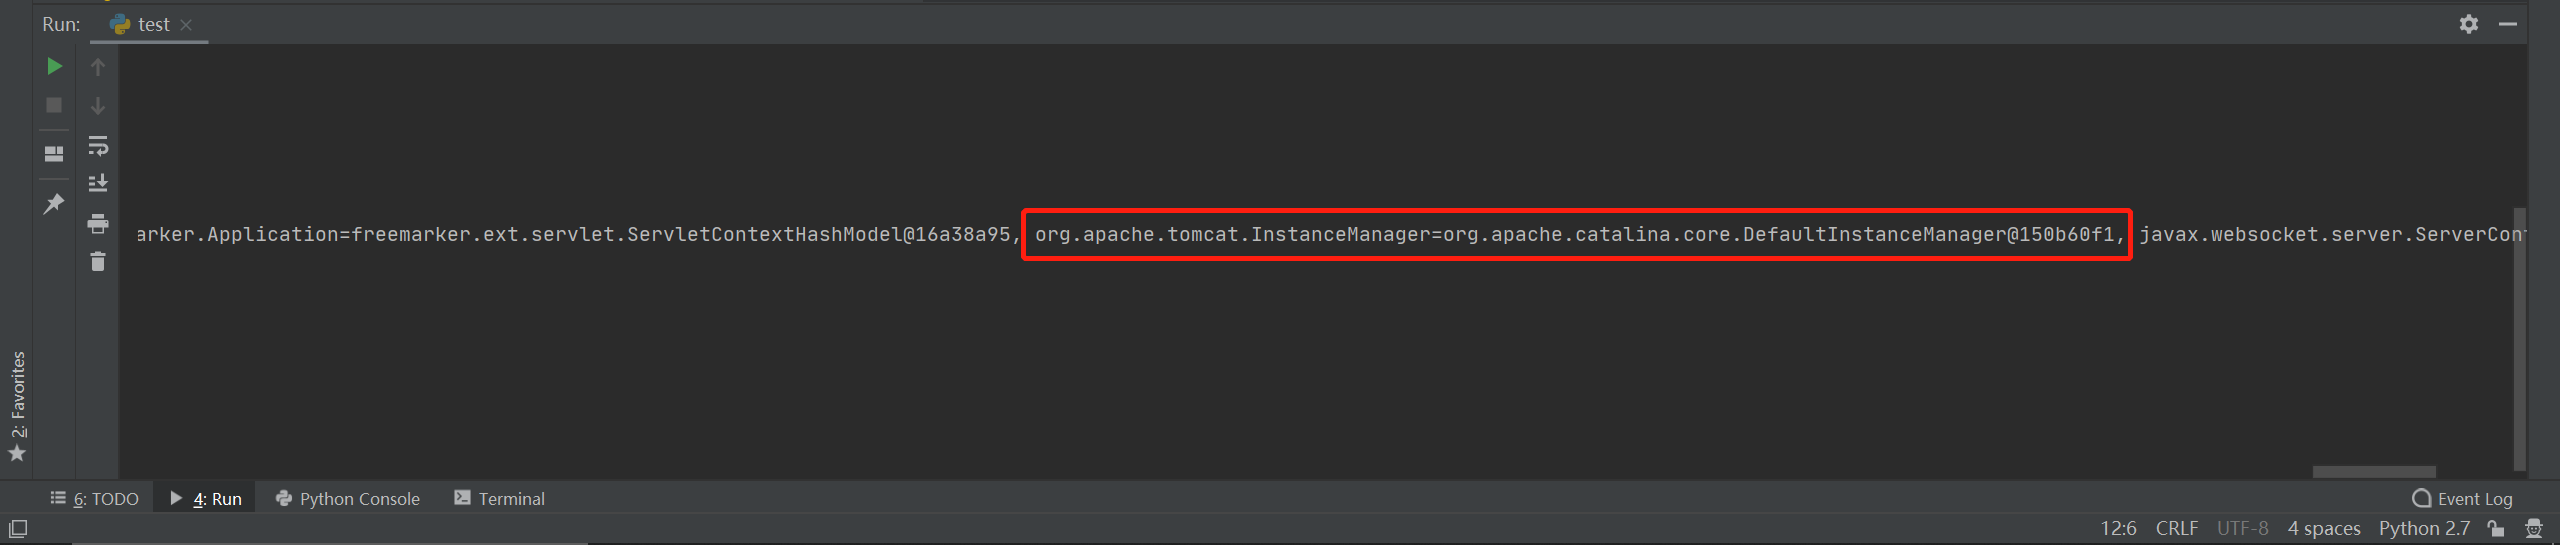 Run: test
arker.Application=freemarker.ext.servlet.ServletContextHashModel@16a38a95, org.apache.tomcat.InstanceManager=org.apache.catalina.core.DefaultInstanceManager@150b60f1, javax.websocket.server.ServerCont
2: Favorites
6: TODO 4: Run Python Console Terminal Event Log
12:6 CRLF UTF-8 4 spaces Python 2.7